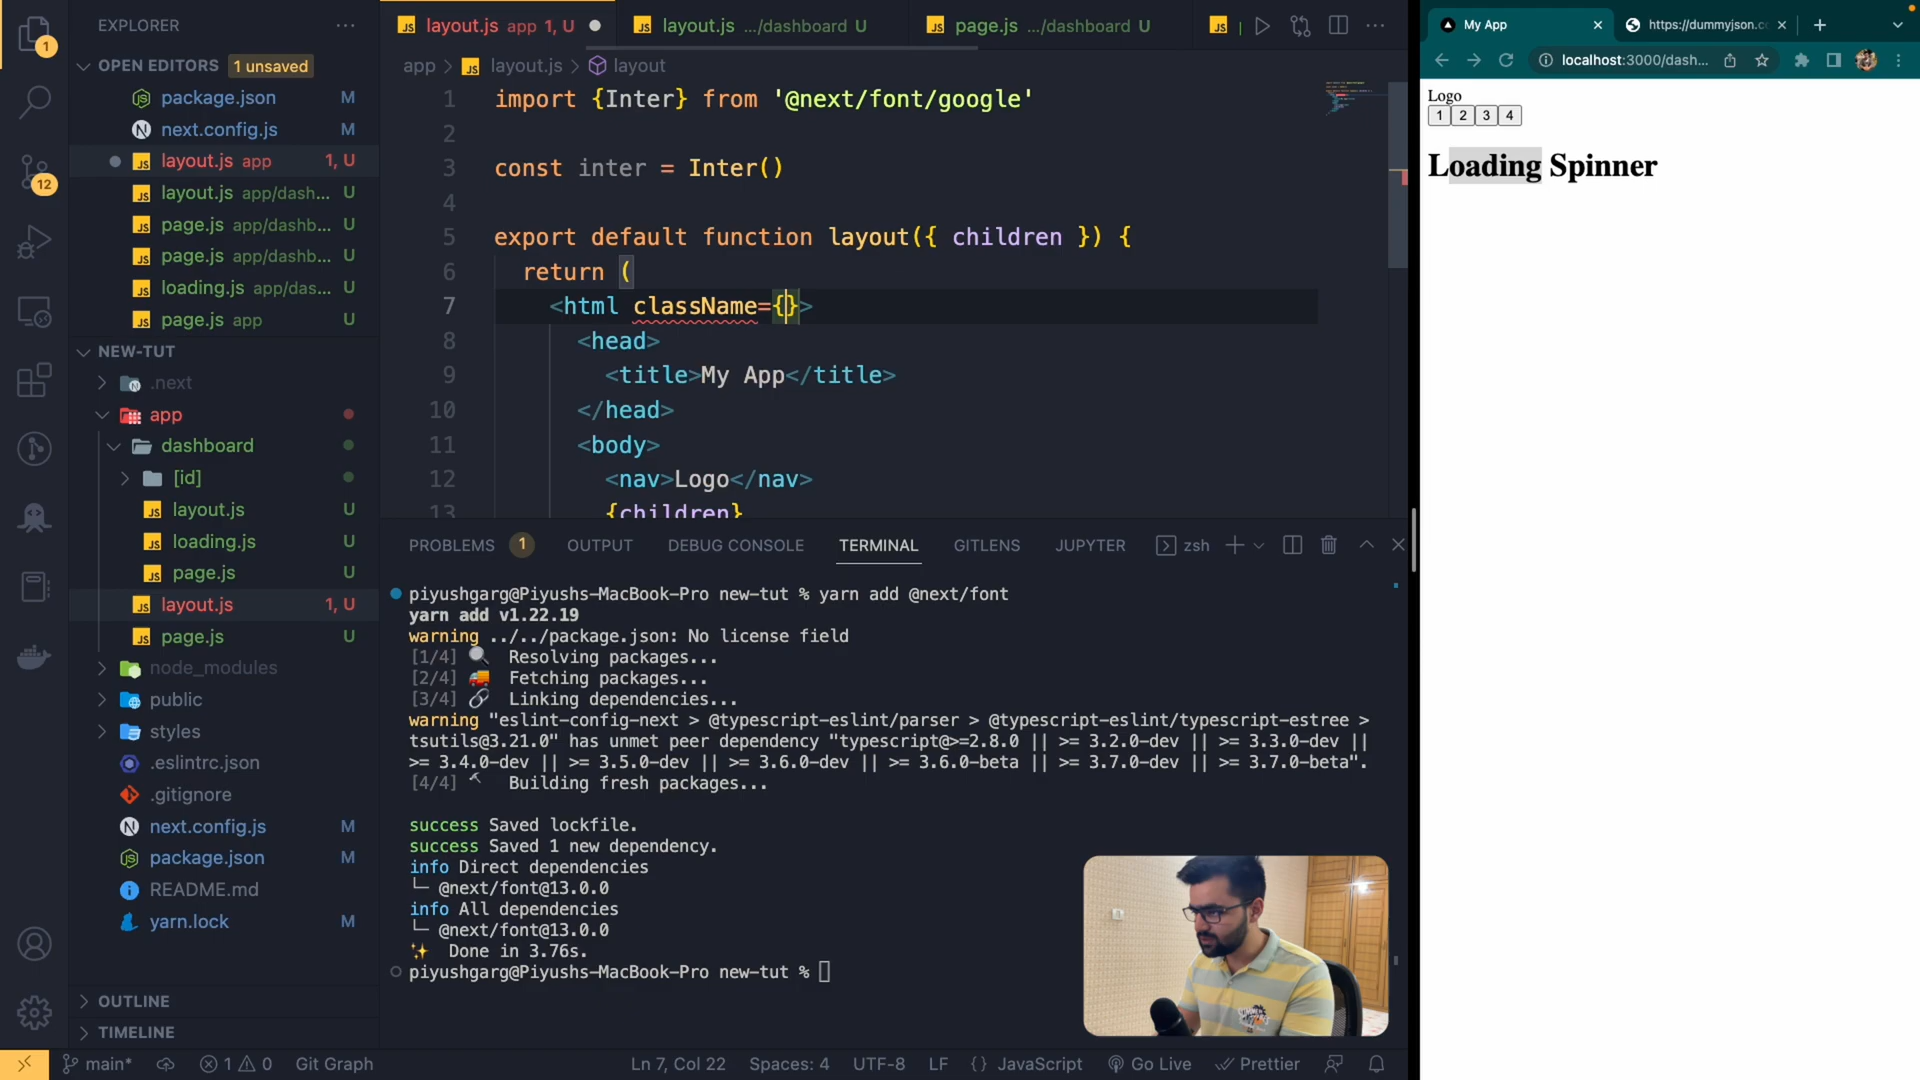 EXPLORER
OPEN EDITORS 1 unsaved
package.json M
next.config.js M
layout.js app 1, U
layout.js app/dash... U
page.js app/dashb... U
page.js app/dashb... U
loading.js app/das... U
page.js app U
NEW-TUT
.next
app
dashboard
[id]
layout.js U
loading.js U
page.js U
layout.js 1, U
page.js U
node_modules
public
styles
.eslintrc.json
.gitignore
next.config.js M
package.json M
README.md
yarn.lock M
OUTLINE
TIMELINE
1
12
layout.js app 1, U
layout.js .../dashboard U
page.js .../dashboard U
app > layout.js > layout
1 import {Inter} from '@next/font/google'
2
3 const inter = Inter()
4
5 export default function layout({ children }) {
6 return (
7 <html className={}>
8 <head>
9 <title>My App</title>
10 </head>
11 <body>
12 <nav>Logo</nav>
13 {children}
PROBLEMS 1 OUTPUT DEBUG CONSOLE TERMINAL GITLENS JUPYTER zsh
piyushgarg@Piyushs-MacBook-Pro new-tut % yarn add @next/font
yarn add v1.22.19
warning ../../package.json: No license field
[1/4] Resolving packages...
[2/4] Fetching packages...
[3/4] Linking dependencies...
warning "eslint-config-next > @typescript-eslint/parser > @typescript-eslint/typescript-estree >
tsutils@3.21.0" has unmet peer dependency "typescript@>=2.8.0 || >= 3.2.0-dev || >= 3.3.0-dev ||
>= 3.4.0-dev || >= 3.5.0-dev || >= 3.6.0-dev || >= 3.6.0-beta || >= 3.7.0-dev || >= 3.7.0-beta".
[4/4] Building fresh packages...
success Saved lockfile.
success Saved 1 new dependency.
info Direct dependencies
└─ @next/font@13.0.0
info All dependencies
└─ @next/font@13.0.0
Done in 3.76s.
piyushgarg@Piyushs-MacBook-Pro new-tut %
main* 1 0 Git Graph Ln 7, Col 22 Spaces: 4 UTF-8 LF {} JavaScript Go Live Prettier
My App https://dummyjson.c
localhost:3000/dash...
Logo
1 2 3 4
Loading Spinner